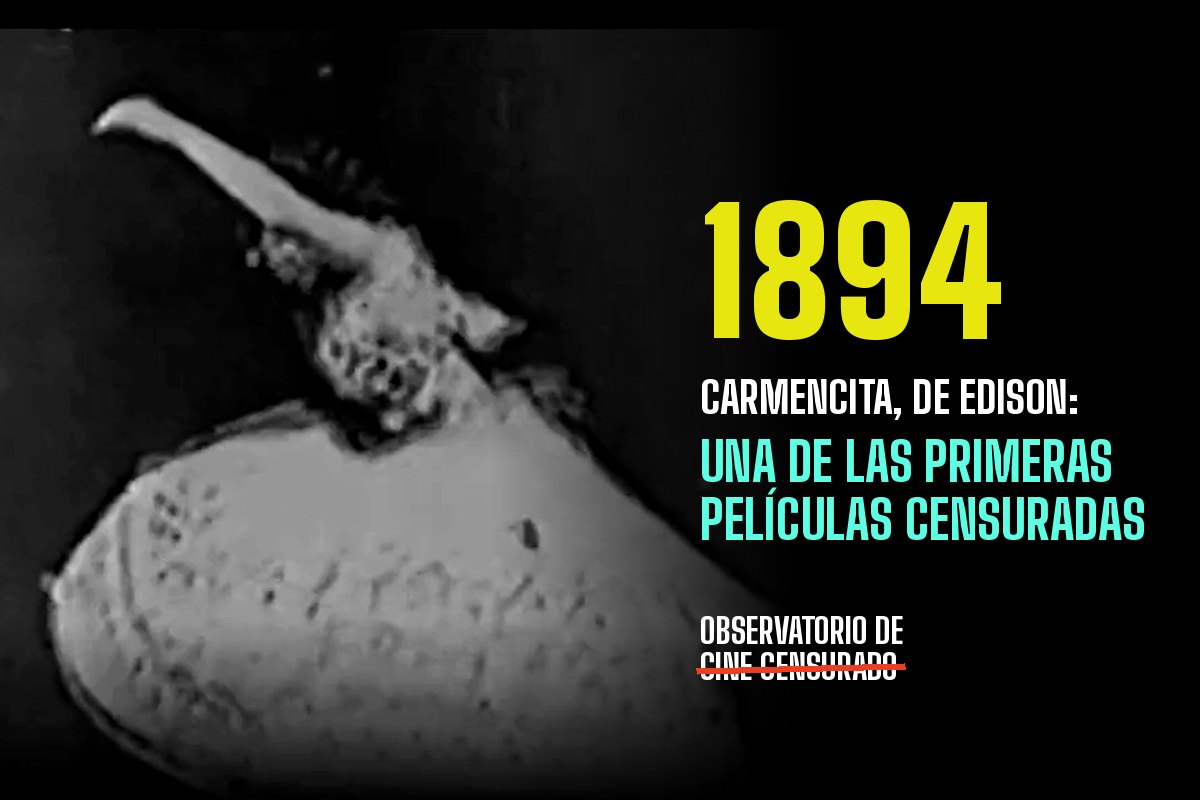 1894
CARMENCITA, DE EDISON:
UNA DE LAS PRIMERAS
PELÍCULAS CENSURADAS
OBSERVATORIO DE
CINE CENSURADO